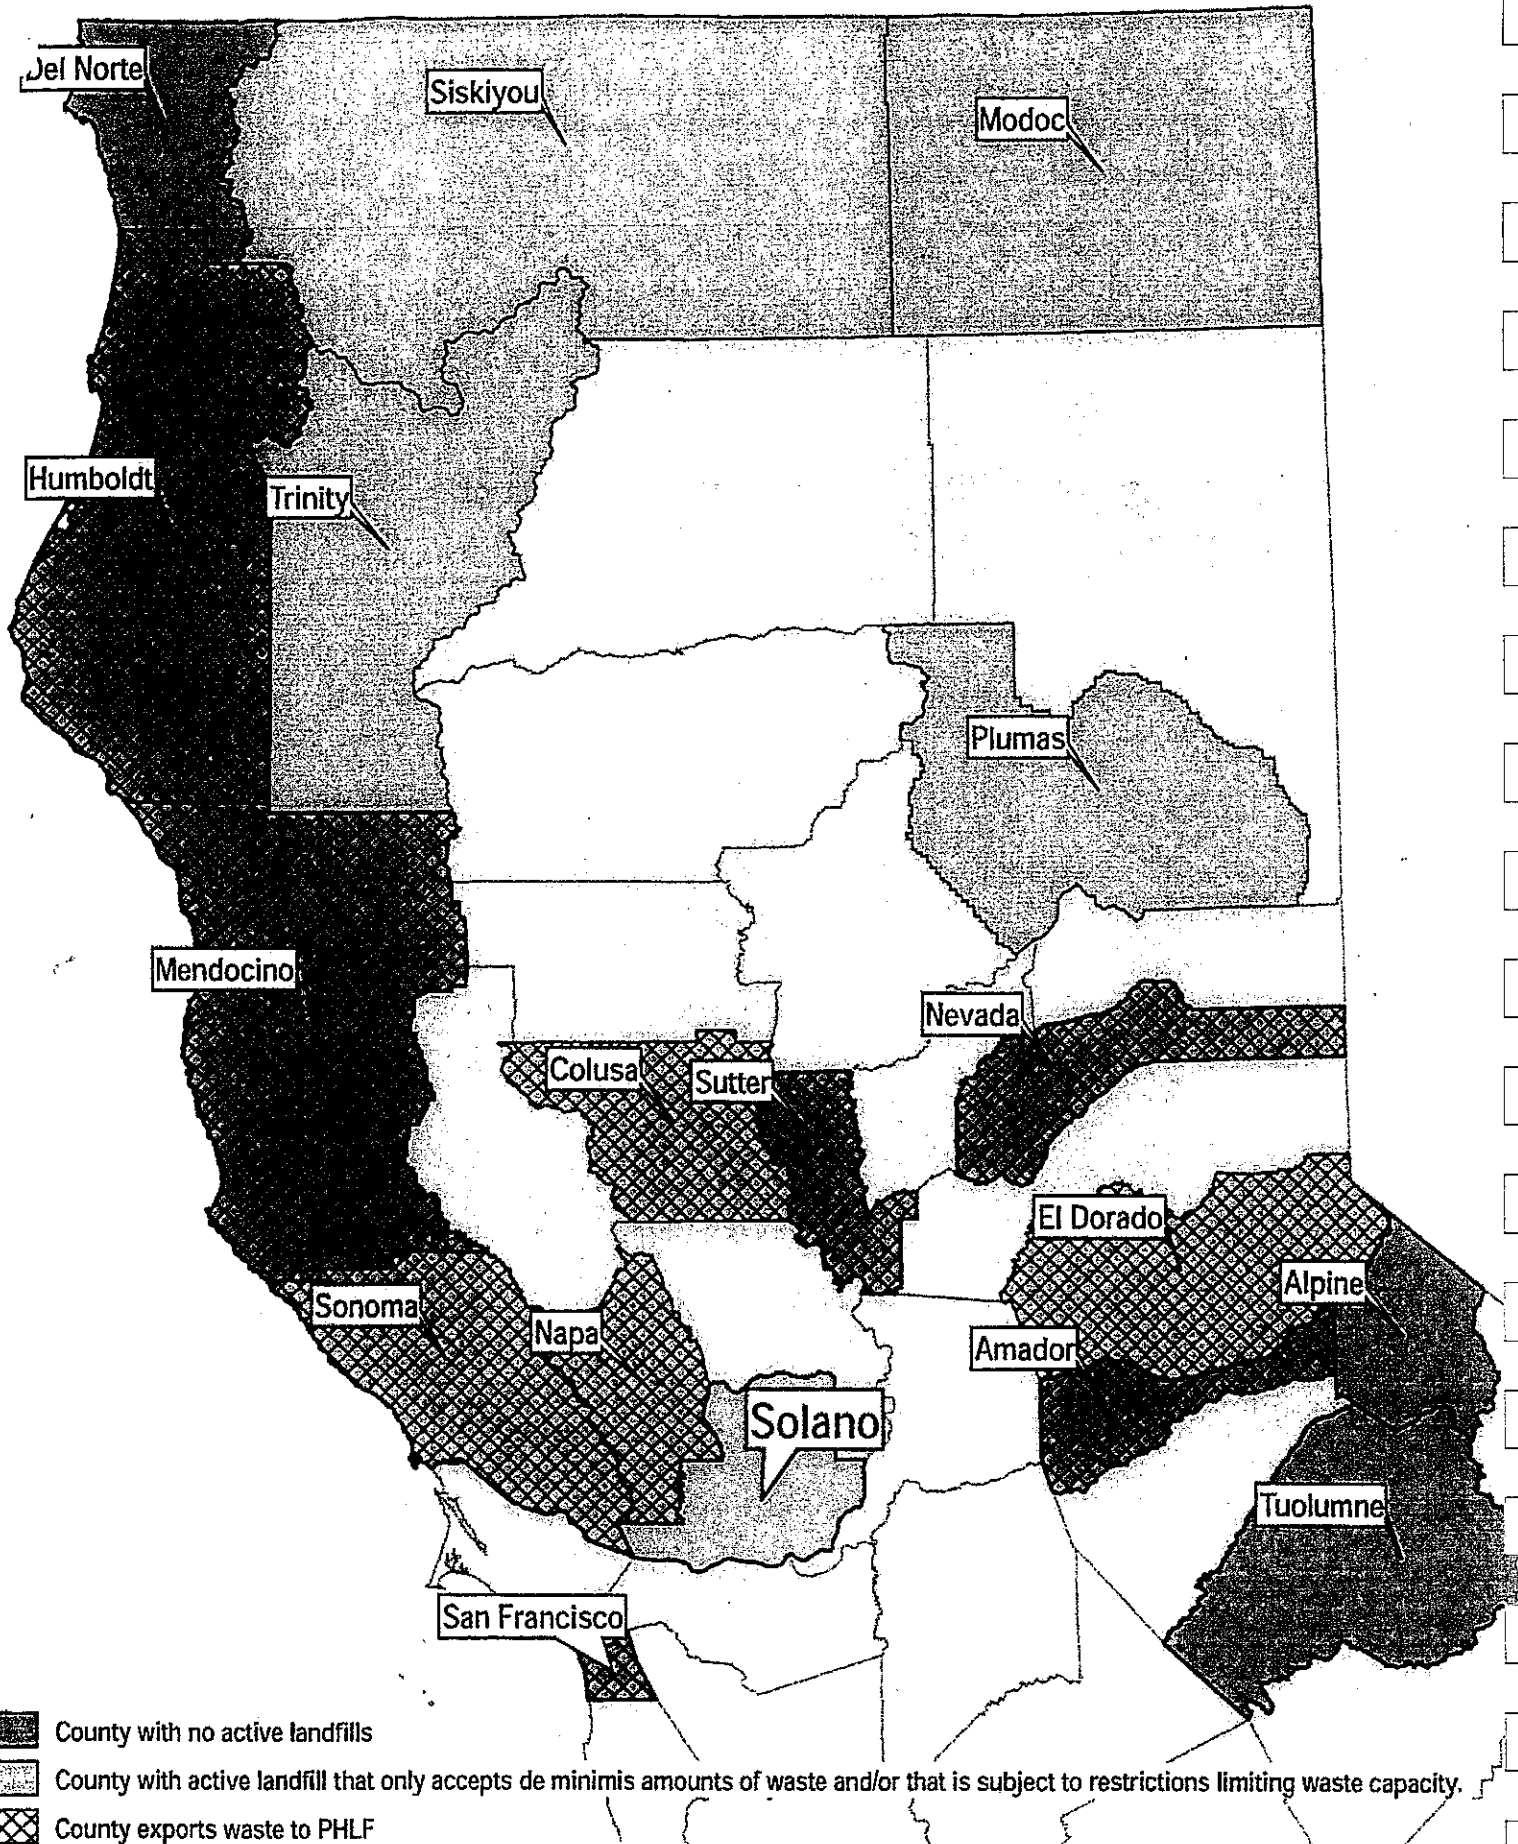 Del Norte
Siskiyou
Modoc
Humboldt
Trinity
Plumas
Mendocino
Nevada
Colusa
Sutter
El Dorado
Alpine
Sonoma
Napa
Amador
Solano
Tuolumne
San Francisco
County with no active landfills
County with active landfill that only accepts de minimis amounts of waste and/or that is subject to restrictions limiting waste capacity.
County exports waste to PHLF